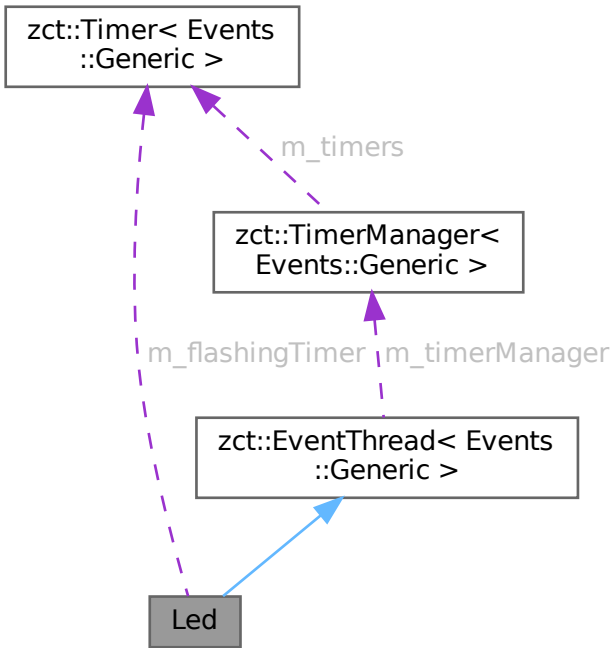 zct::Timer< Events
::Generic >
m_timers
zct::TimerManager<
Events::Generic >
m_flashingTimer
m_timerManager
zct::EventThread< Events
::Generic >
Led